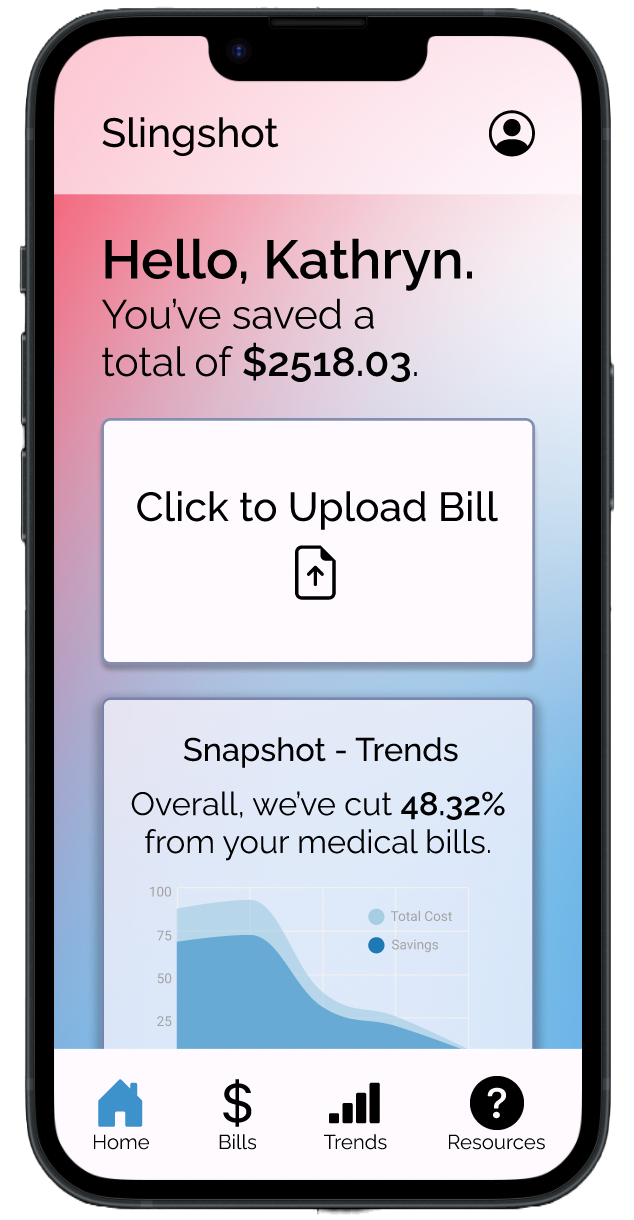 Slingshot
Hello, Kathryn.
You've saved a
total of $2518.03.
Click to Upload Bill
Snapshot - Trends
Overall, we've cut 48.32%
from your medical bills.
100
Total Cost
75
Savings
50
25
Home
$
Bills
Trends
?
Resources